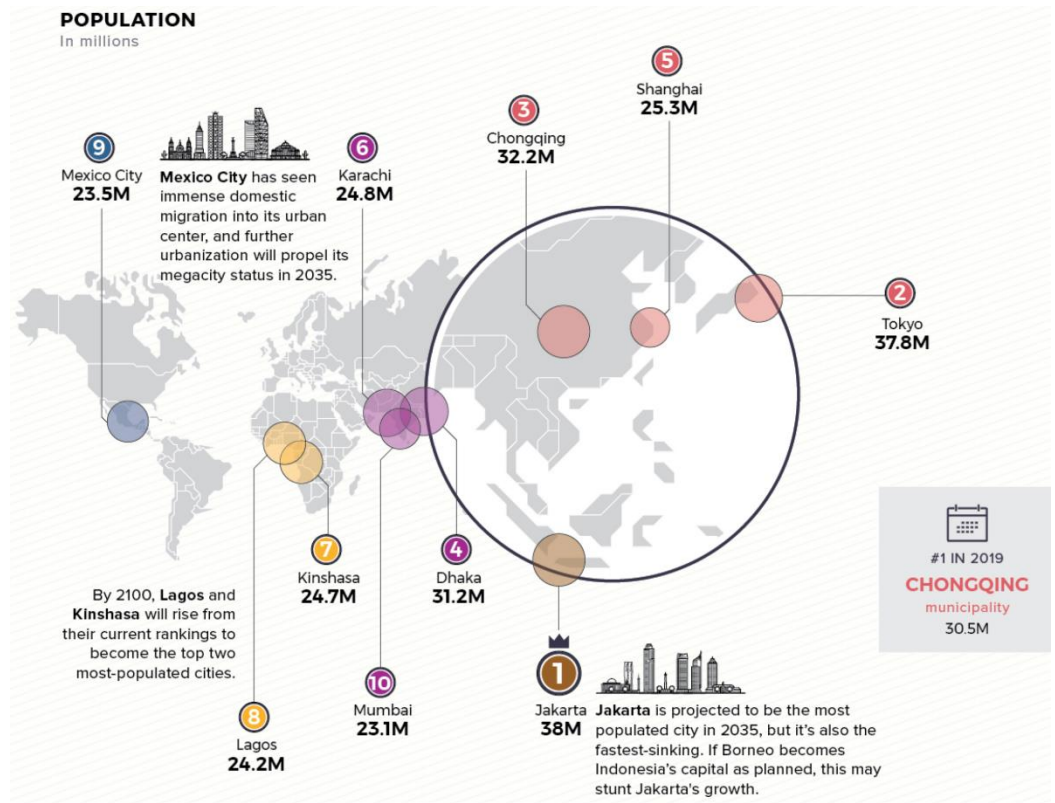 POPULATION
In millions
5
Shanghai
25.3M
3
Chongqing
32.2M
9
Mexico City
23.5M
Mexico City has seen
immense domestic
migration into its urban
center, and further
urbanization will propel its
megacity status in 2035.
6
Karachi
24.8M
2
Tokyo
37.8M
7
Kinshasa
24.7M
4
Dhaka
31.2M
#1 IN 2019
CHONGQING
municipality
30.5M
By 2100, Lagos and
Kinshasa will rise from
their current rankings to
become the top two
most-populated cities.
8
Lagos
24.2M
10
Mumbai
23.1M
1
Jakarta
38M
Jakarta is projected to be the most
populated city in 2035, but it's also the
fastest-sinking. If Borneo becomes
Indonesia's capital as planned, this may
stunt Jakarta's growth.